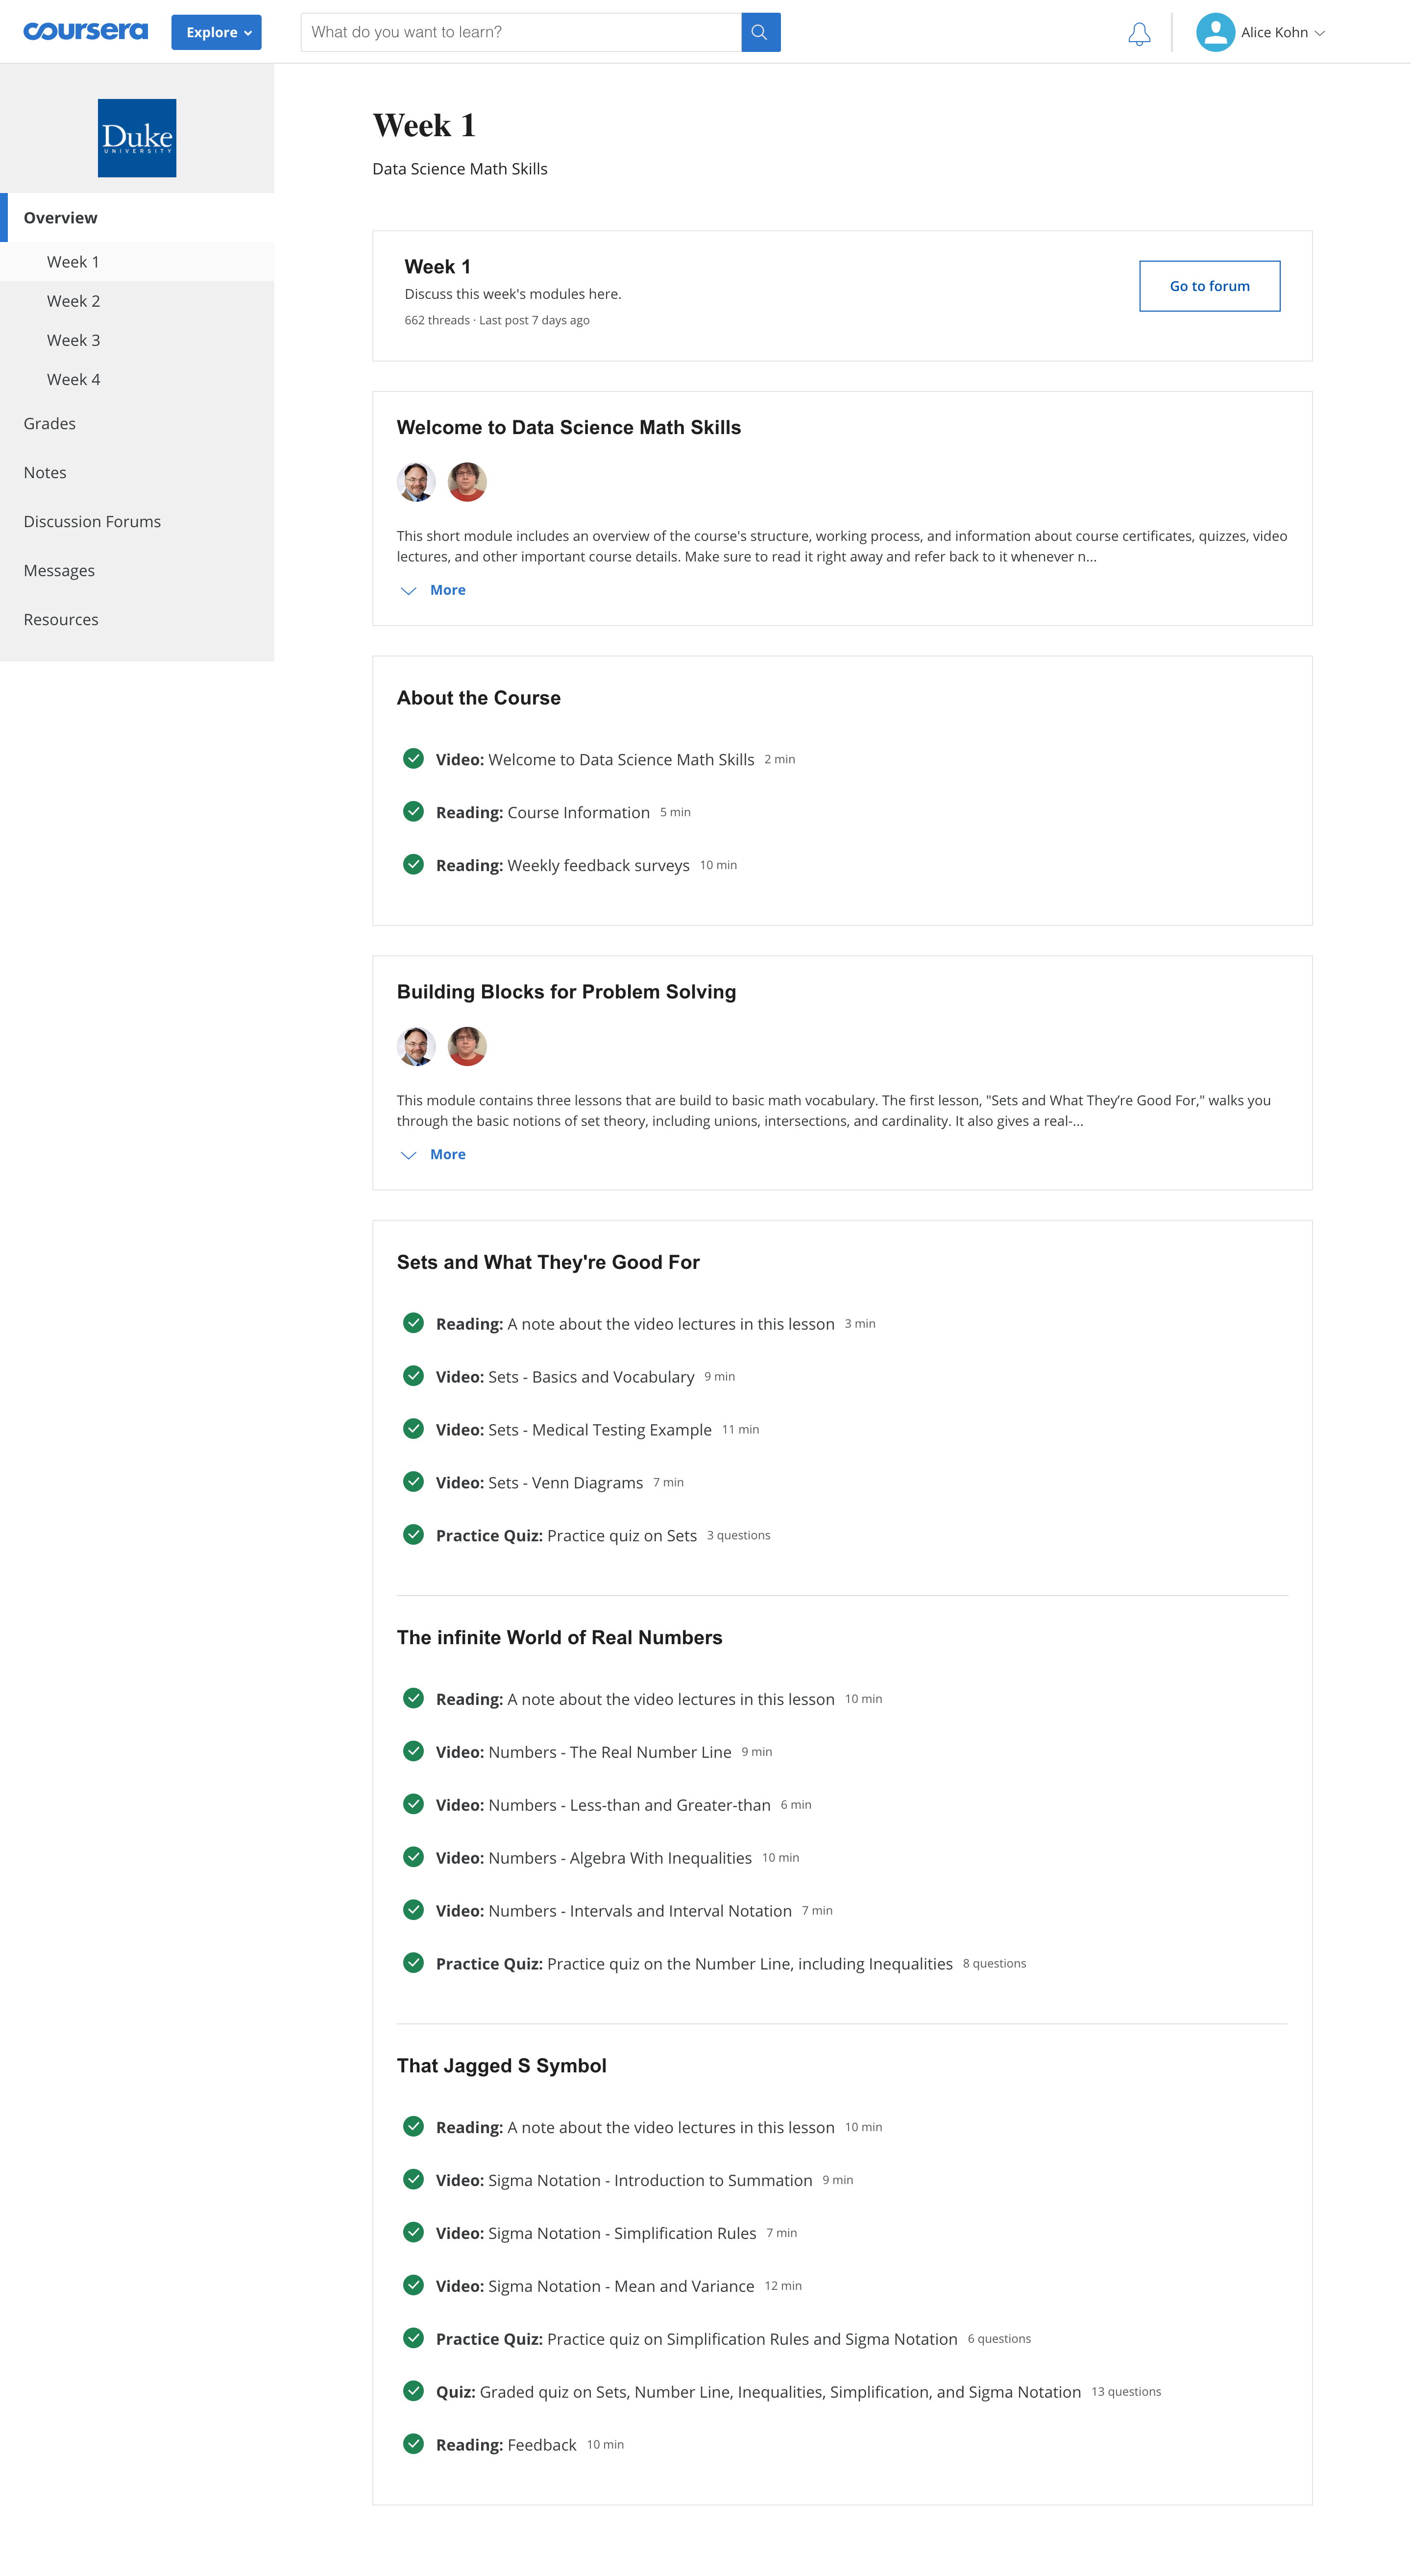 coursera
Explore
What do you want to learn?
Alice Kohn
Duke
UNIVERSITY
Overview
Week 1
Week 2
Week 3
Week 4
Grades
Notes
Discussion Forums
Messages
Resources
Week 1
Data Science Math Skills
Week 1
Discuss this week's modules here.
662 threads · Last post 7 days ago
Go to forum
Welcome to Data Science Math Skills
This short module includes an overview of the course's structure, working process, and information about course certificates, quizzes, video
lectures, and other important course details. Make sure to read it right away and refer back to it whenever n...
More
About the Course
Video: Welcome to Data Science Math Skills 2 min
Reading: Course Information 5 min
Reading: Weekly feedback surveys 10 min
Building Blocks for Problem Solving
This module contains three lessons that are build to basic math vocabulary. The first lesson, "Sets and What They’re Good For," walks you
through the basic notions of set theory, including unions, intersections, and cardinality. It also gives a real-...
More
Sets and What They're Good For
Reading: A note about the video lectures in this lesson 3 min
Video: Sets - Basics and Vocabulary 9 min
Video: Sets - Medical Testing Example 11 min
Video: Sets - Venn Diagrams 7 min
Practice Quiz: Practice quiz on Sets 3 questions
The infinite World of Real Numbers
Reading: A note about the video lectures in this lesson 10 min
Video: Numbers - The Real Number Line 9 min
Video: Numbers - Less-than and Greater-than 6 min
Video: Numbers - Algebra With Inequalities 10 min
Video: Numbers - Intervals and Interval Notation 7 min
Practice Quiz: Practice quiz on the Number Line, including Inequalities 8 questions
That Jagged S Symbol
Reading: A note about the video lectures in this lesson 10 min
Video: Sigma Notation - Introduction to Summation 9 min
Video: Sigma Notation - Simplification Rules 7 min
Video: Sigma Notation - Mean and Variance 12 min
Practice Quiz: Practice quiz on Simplification Rules and Sigma Notation 6 questions
Quiz: Graded quiz on Sets, Number Line, Inequalities, Simplification, and Sigma Notation 13 questions
Reading: Feedback 10 min